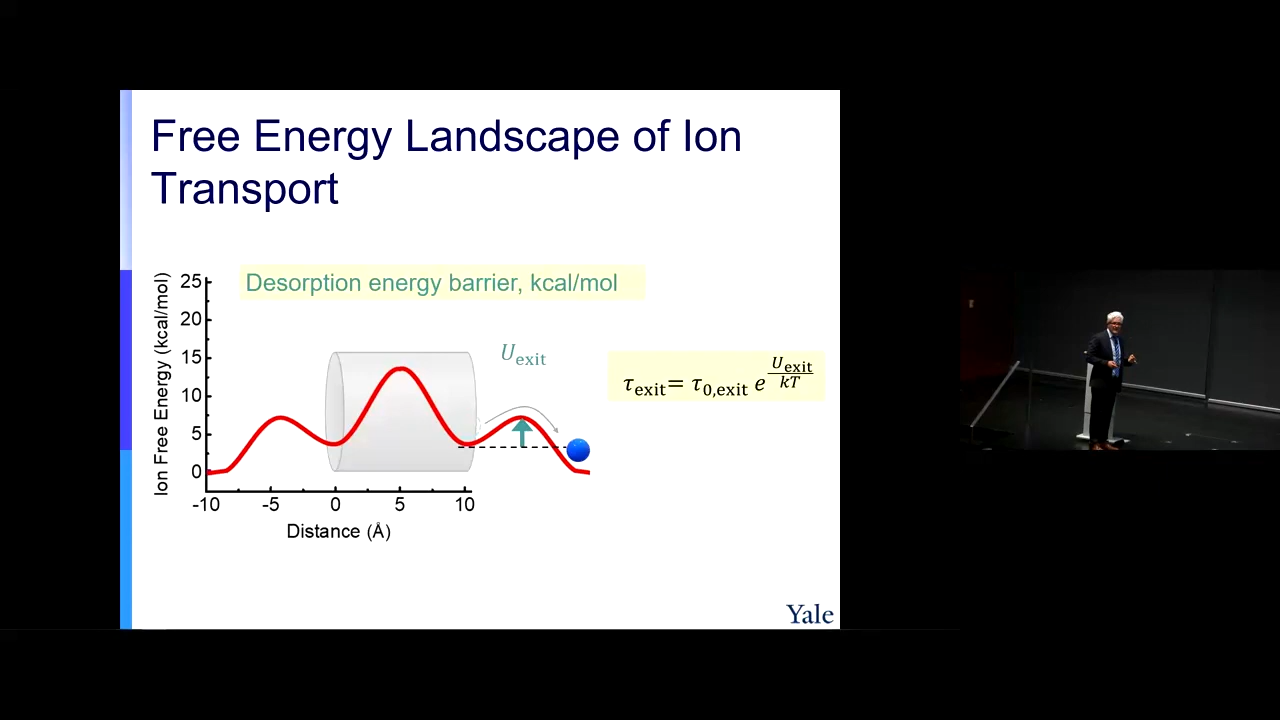 Free Energy Landscape of Ion
Transport
Desorption energy barrier, kcal/mol
Ion Free Energy (kcal/mol)
25
20
15
10
5
0
-10 -5 0 5 10
Distance (Å)
U_exit
τ_exit= τ_0,exit e^(U_exit/kT)
Yale